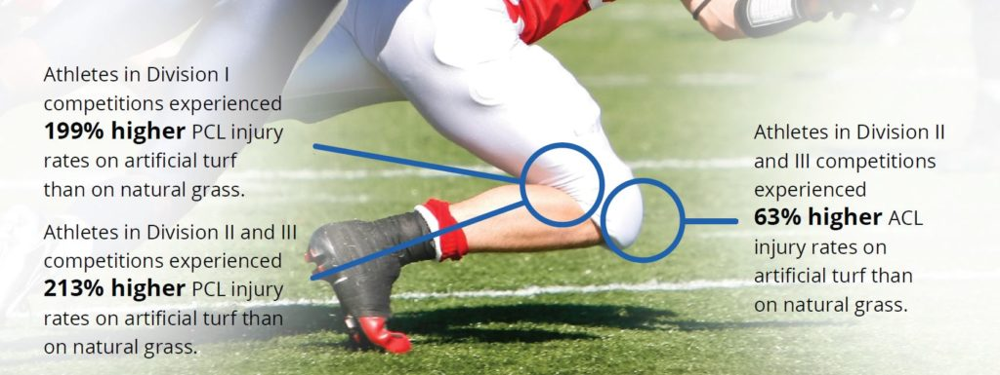 Athletes in Division I
competitions experienced
199% higher PCL injury
rates on artificial turf
than on natural grass.
Athletes in Division II and III
competitions experienced
213% higher PCL injury
rates on artificial turf than
on natural grass.
Athletes in Division II
and III competitions
experienced
63% higher ACL
injury rates on
artificial turf than
on natural grass.